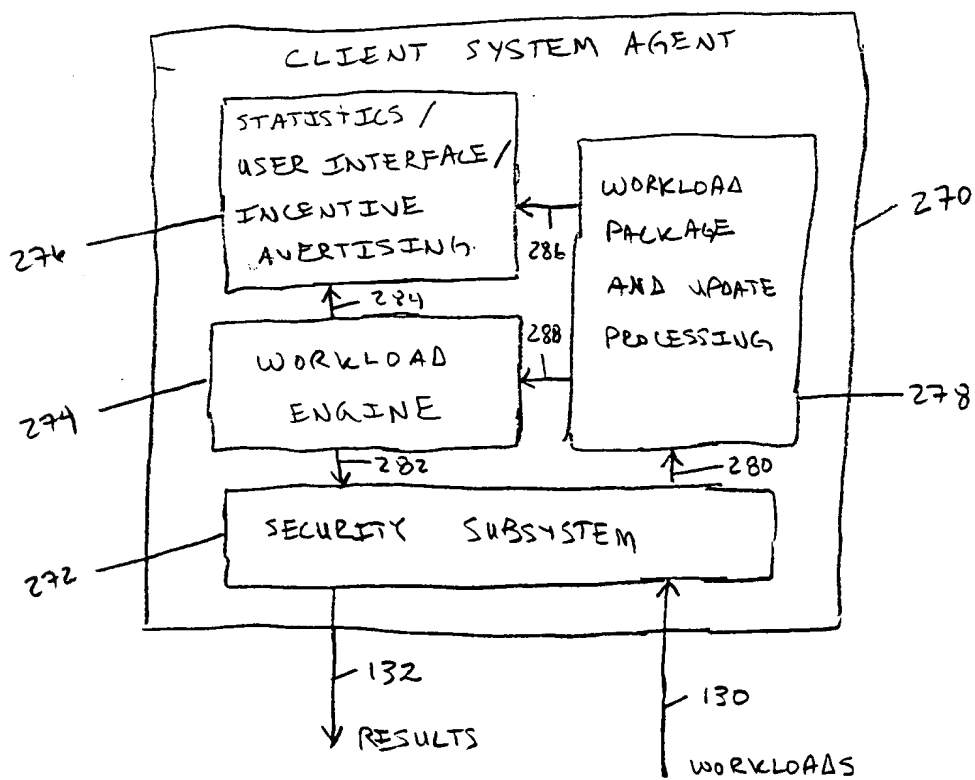 CLIENT SYSTEM AGENT
STATISTICS /
USER INTERFACE /
INCENTIVE
AVERTISING.
276
WORKLOAD
PACKAGE
AND UPDATE
PROCESSING
270
286
284
288
WORKLOAD
ENGINE
274
278
282
280
SECURITY SUBSYSTEM
272
132
130
RESULTS
WORKLOADS